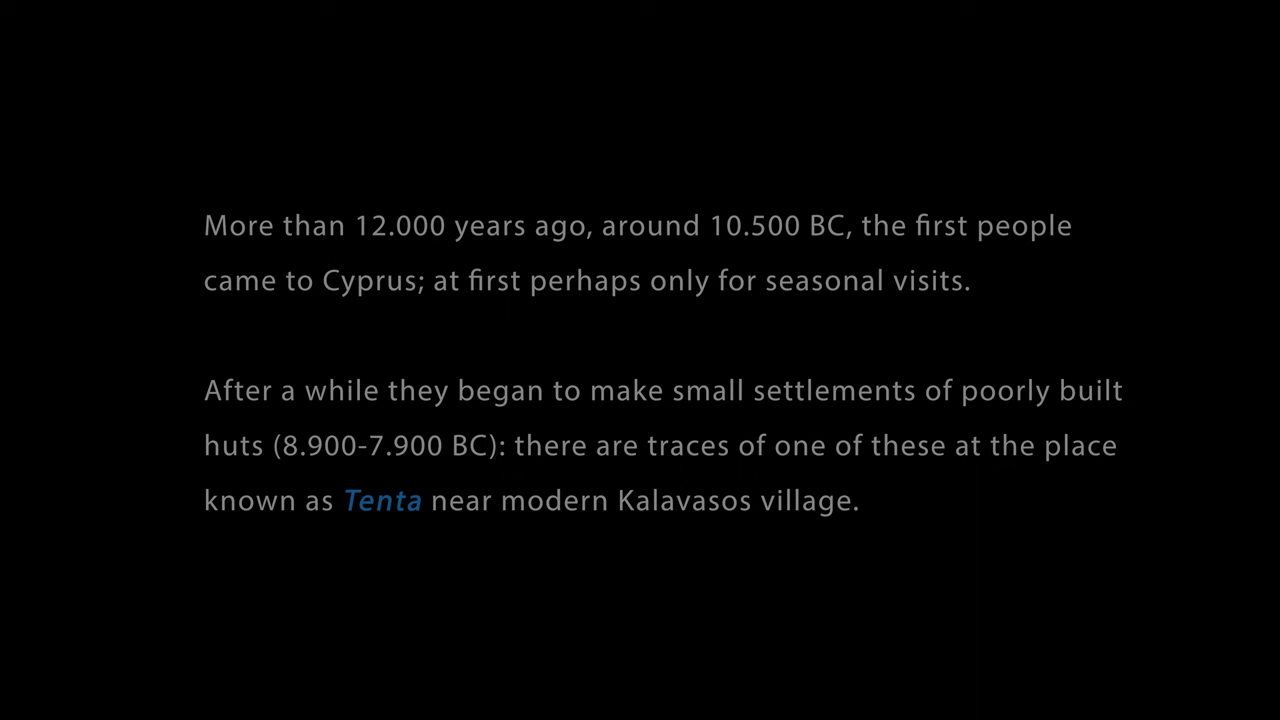 More than 12.000 years ago, around 10.500 BC, the first people
came to Cyprus; at first perhaps only for seasonal visits.
After a while they began to make small settlements of poorly built
huts (8.900-7.900 BC): there are traces of one of these at the place
known as Tenta near modern Kalavasos village.